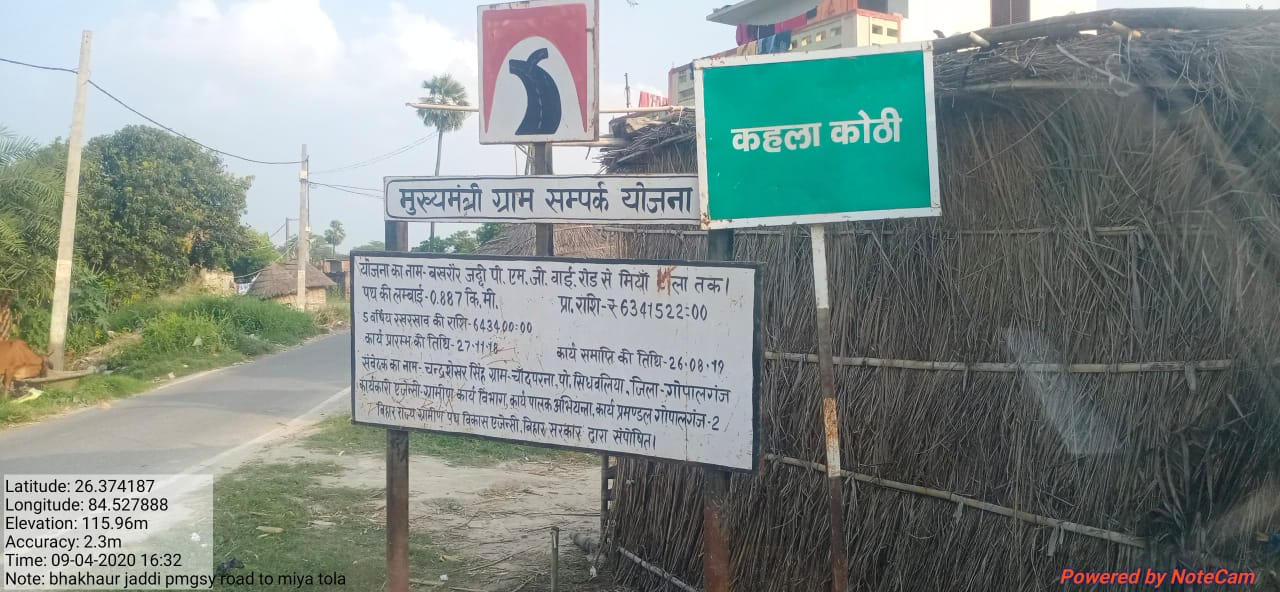 कहला कोठी
मुख्यमंत्री ग्राम सम्पर्क योजना
योजना का नाम- बखरौर जद्दी पी. एम. जी. वाई. रोड से मियाँ ला तक।
पथ की लम्बाई-0.887 कि.मी. प्रा. राशि-₹6341522=00
5 वर्षीय रखरखाव की राशि-643400=00
कार्य प्रारम्भ की तिथि-27.11.18 कार्य समाप्ति की तिथि-26.08.19
संवेदक का नाम- चन्द्रशेखर सिंह ग्राम-चाँदपरना, पो. सिधवलिया, जिला-गोपालगंज
कार्यकारी एजेन्सी-ग्रामीण कार्य विभाग, कार्य पालक अभियन्ता, कार्य प्रमण्डल गोपालगंज-2
बिहार राज्य ग्रामीण पथ विकास एजेन्सी, बिहार सरकार द्वारा संपोषित।
Latitude: 26.374187
Longitude: 84.527888
Elevation: 115.96m
Accuracy: 2.3m
Time: 09-04-2020 16:32
Note: bhakhaur jaddi pmgsy road to miya tola
Powered by NoteCam